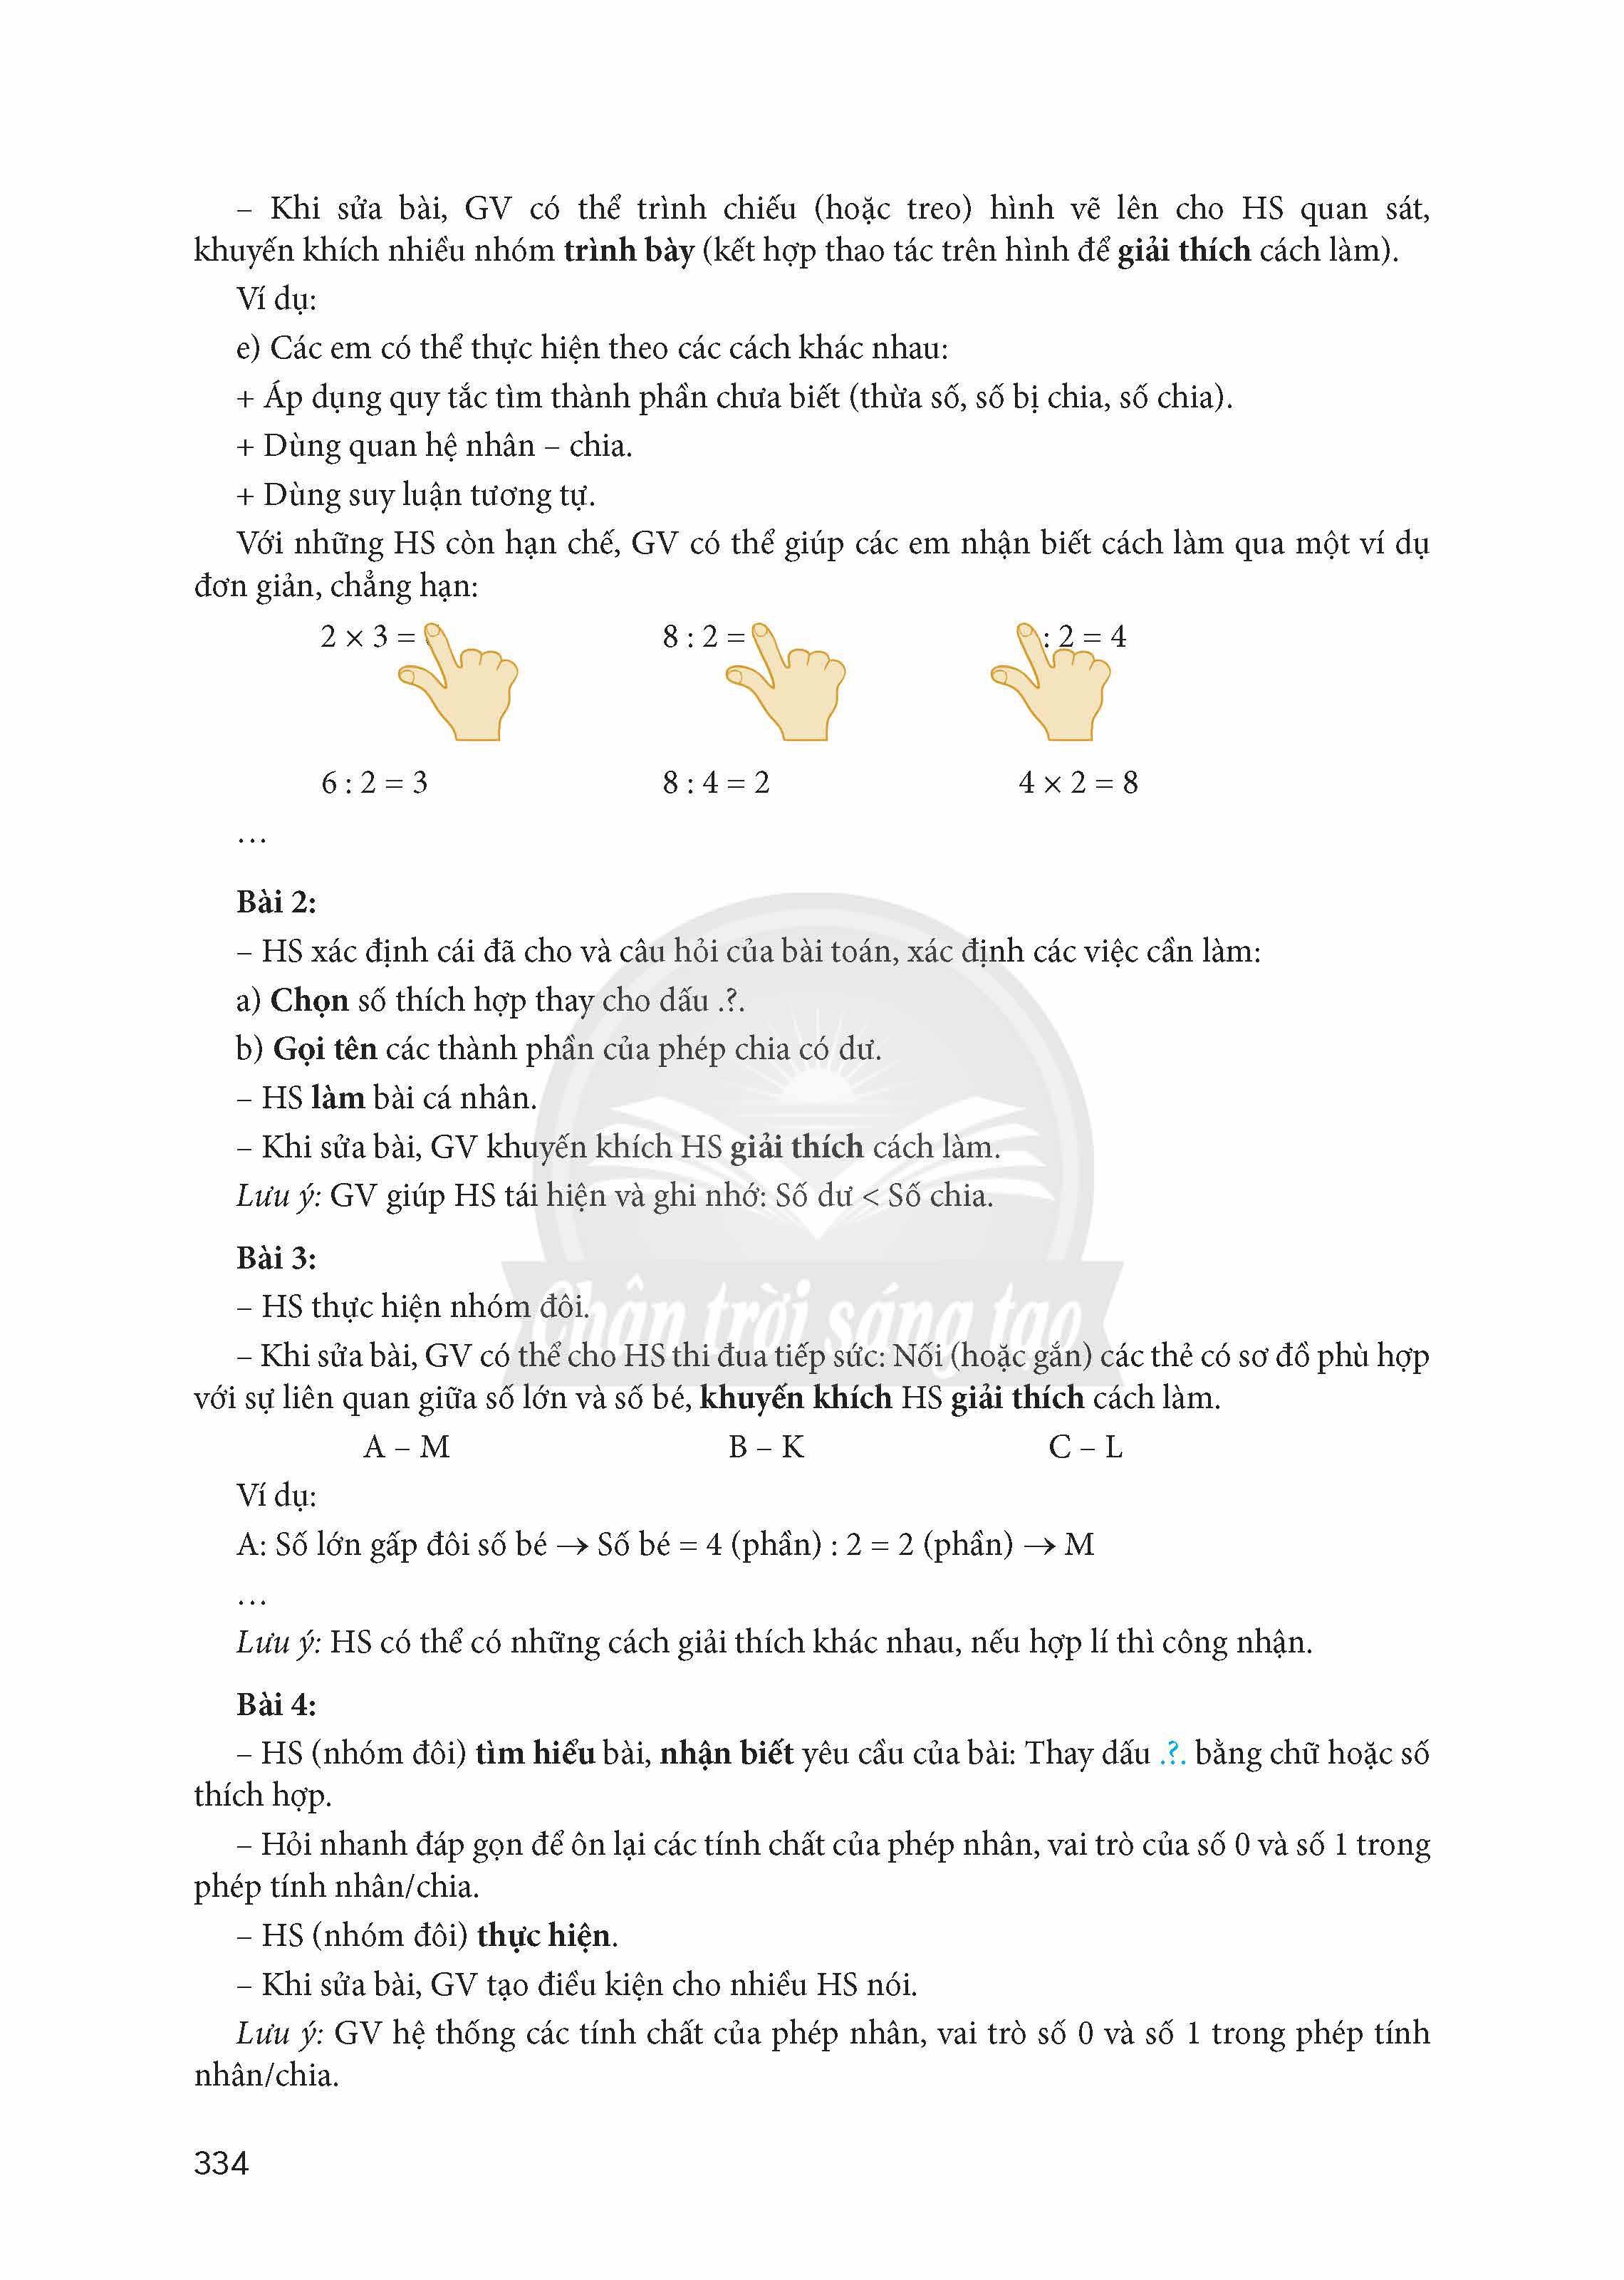 – Khi sửa bài, GV có thể trình chiếu (hoặc treo) hình vẽ lên cho HS quan sát,
khuyến khích nhiều nhóm trình bày (kết hợp thao tác trên hình để giải thích cách làm).
Ví dụ:
e) Các em có thể thực hiện theo các cách khác nhau:
+ Áp dụng quy tắc tìm thành phần chưa biết (thừa số, số bị chia, số chia).
+ Dùng quan hệ nhân – chia.
+ Dùng suy luận tương tự.
Với những HS còn hạn chế, GV có thể giúp các em nhận biết cách làm qua một ví dụ
đơn giản, chẳng hạn:
2 × 3 = 8 : 2 = : 2 = 4
6 : 2 = 3 8 : 4 = 2 4 × 2 = 8
…
Bài 2:
– HS xác định cái đã cho và câu hỏi của bài toán, xác định các việc cần làm:
a) Chọn số thích hợp thay cho dấu .?.
b) Gọi tên các thành phần của phép chia có dư.
– HS làm bài cá nhân.
– Khi sửa bài, GV khuyến khích HS giải thích cách làm.
Lưu ý: GV giúp HS tái hiện và ghi nhớ: Số dư < Số chia.
Bài 3:
– HS thực hiện nhóm đôi.
Chân trời sáng tạo
– Khi sửa bài, GV có thể cho HS thi đua tiếp sức: Nối (hoặc gắn) các thẻ có sơ đồ phù hợp
với sự liên quan giữa số lớn và số bé, khuyến khích HS giải thích cách làm.
A – M B – K C – L
Ví dụ:
A: Số lớn gấp đôi số bé → Số bé = 4 (phần) : 2 = 2 (phần) → M
…
Lưu ý: HS có thể có những cách giải thích khác nhau, nếu hợp lí thì công nhận.
Bài 4:
– HS (nhóm đôi) tìm hiểu bài, nhận biết yêu cầu của bài: Thay dấu .?. bằng chữ hoặc số
thích hợp.
– Hỏi nhanh đáp gọn để ôn lại các tính chất của phép nhân, vai trò của số 0 và số 1 trong
phép tính nhân/chia.
– HS (nhóm đôi) thực hiện.
– Khi sửa bài, GV tạo điều kiện cho nhiều HS nói.
Lưu ý: GV hệ thống các tính chất của phép nhân, vai trò số 0 và số 1 trong phép tính
nhân/chia.
334